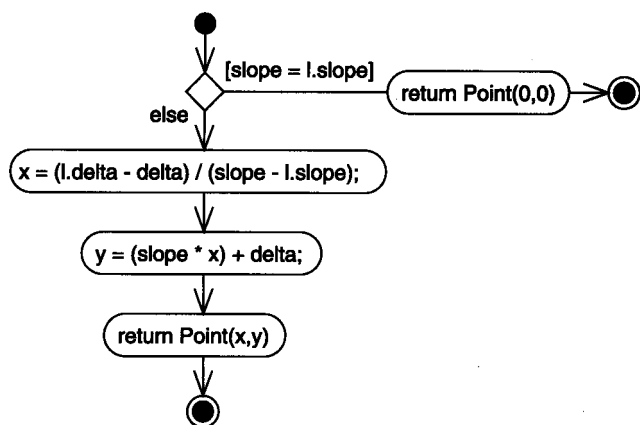 [slope = l.slope]
return Point(0,0)
else
x = (l.delta - delta) / (slope - l.slope);
y = (slope * x) + delta;
return Point(x,y)